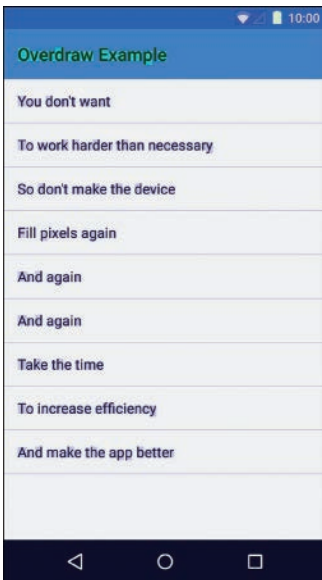 10:00
Overdraw Example
You don't want
To work harder than necessary
So don't make the device
Fill pixels again
And again
And again
Take the time
To increase efficiency
And make the app better